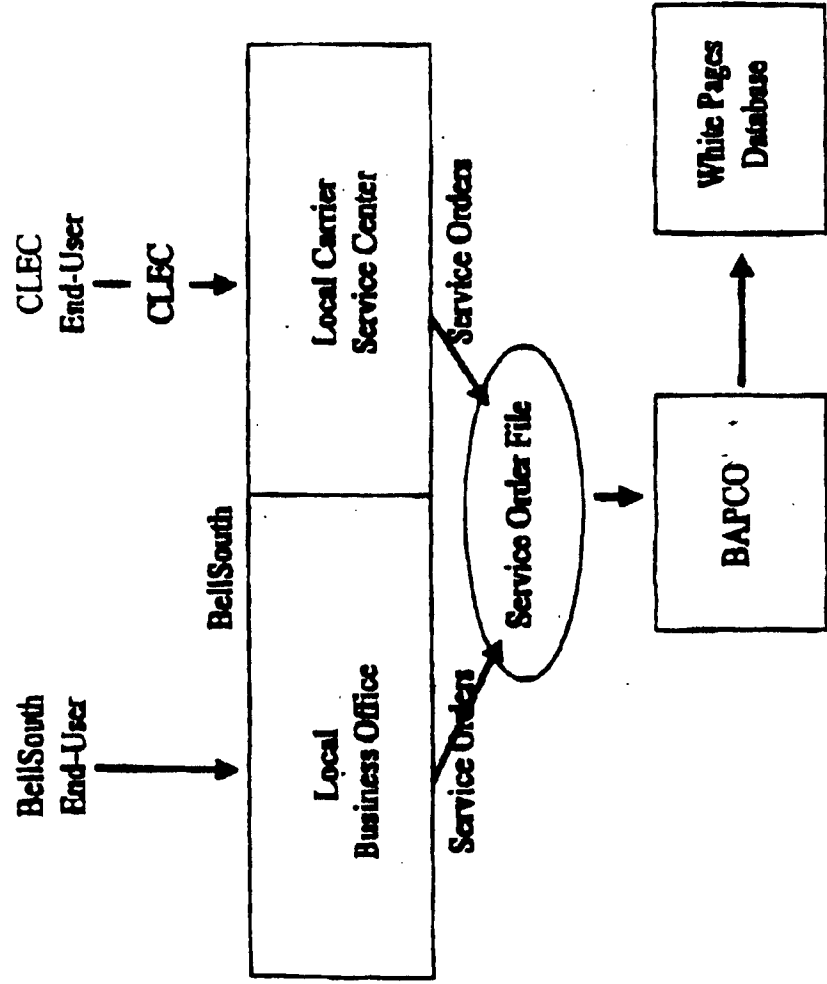 BellSouth
End-User
CLEC
End-User
CLEC
BellSouth
Local
Business Office
Local Carrier
Service Center
Service Orders
Service Orders
Service Order File
BAPCO
White Pages
Database